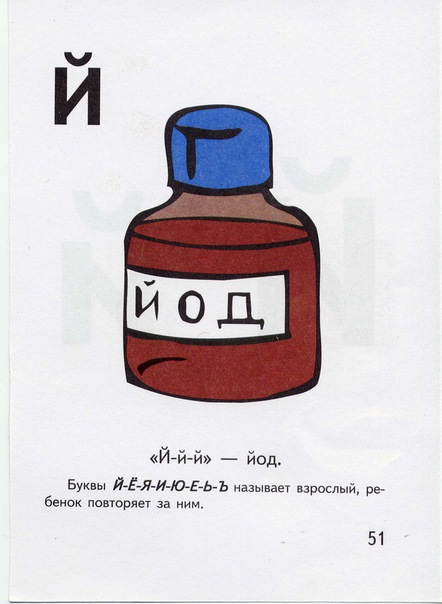 Й
ЙОД
«Й-й-й» — йод.
Буквы Й-Ё-Я-И-Ю-Е-Ь-Ъ называет взрослый, ре-
бенок повторяет за ним.
51